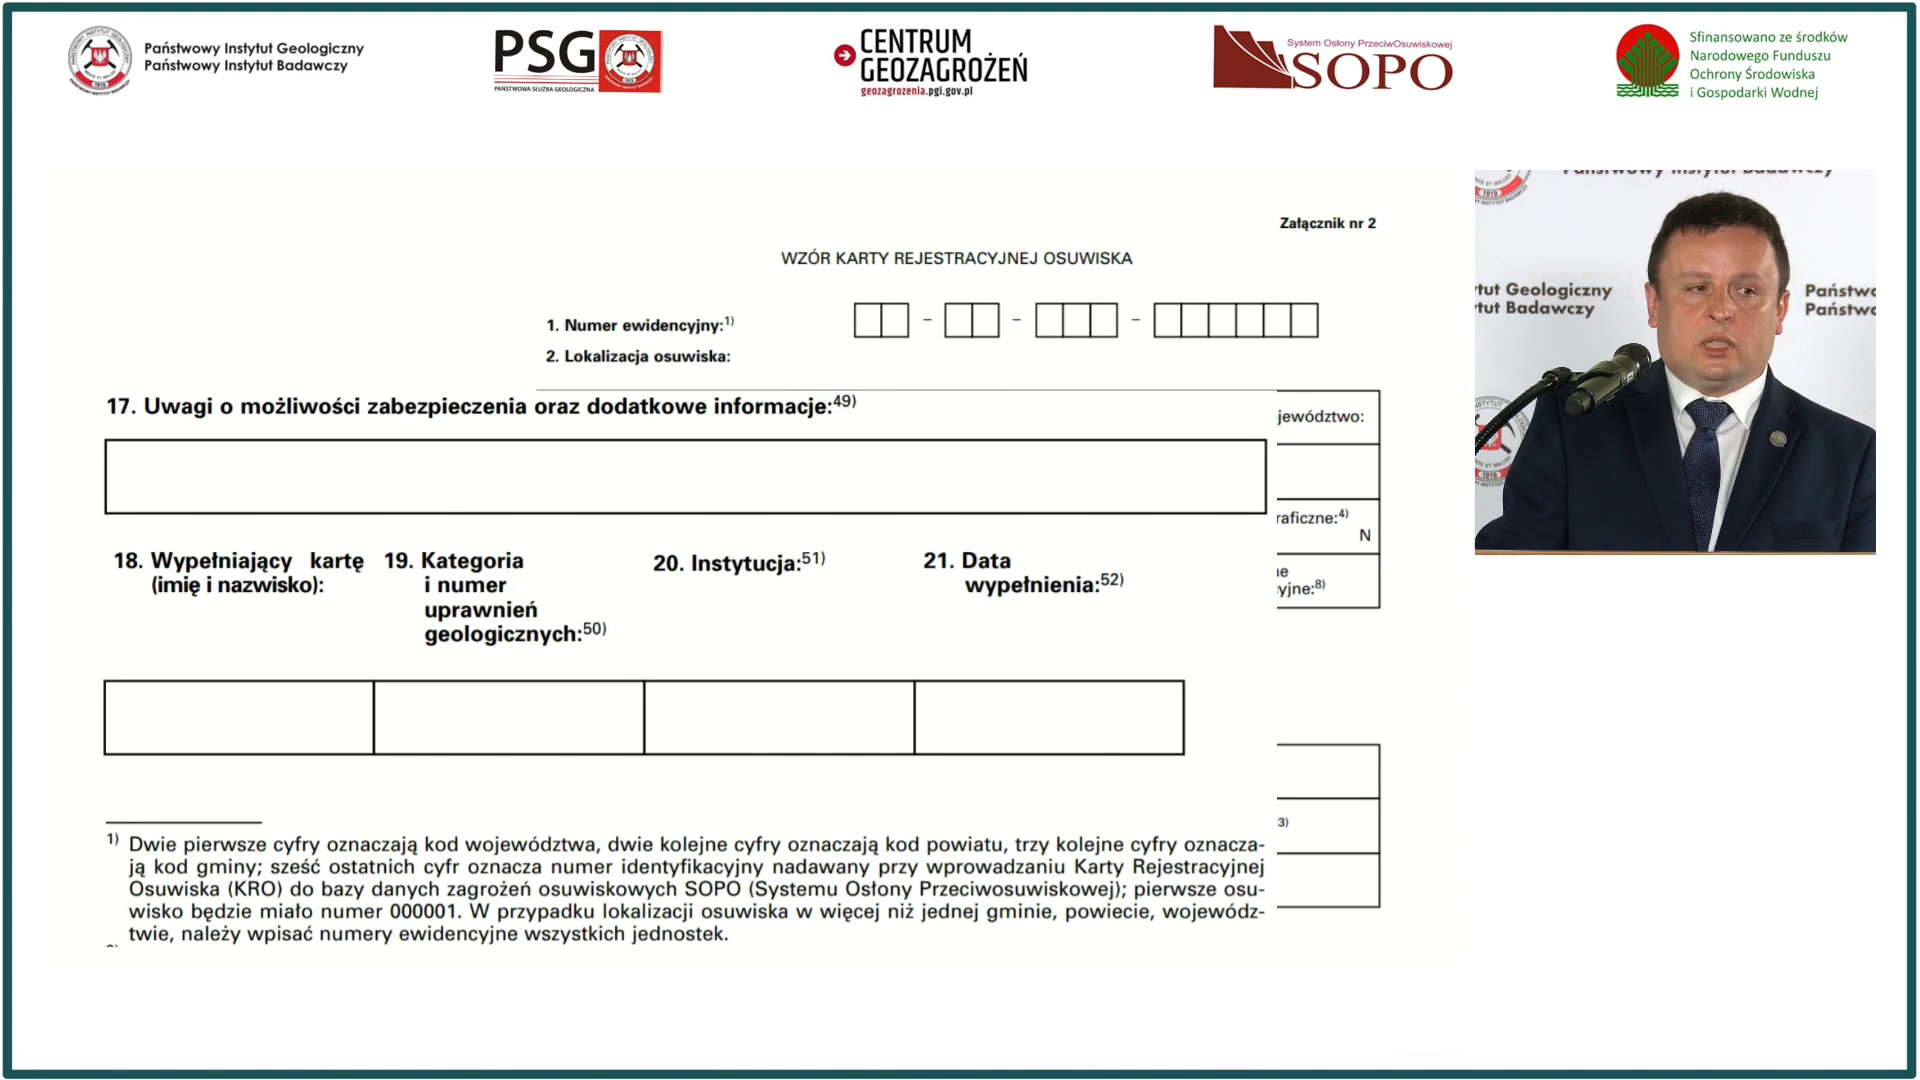 Państwowy Instytut Geologiczny
Państwowy Instytut Badawczy
PSG
PAŃSTWOWA SŁUŻBA GEOLOGICZNA
CENTRUM
GEOZAGROŻEŃ
geozagrozenia.pgi.gov.pl
System Osłony PrzeciwOsuwiskowej
SOPO
Sfinansowano ze środków
Narodowego Funduszu
Ochrony Środowiska
i Gospodarki Wodnej
Państwowy Instytut Badawczy
1919
tut Geologiczny
tut Badawczy
Państwo
Państwo
Załącznik nr 2
WZÓR KARTY REJESTRACYJNEJ OSUWISKA
1. Numer ewidencyjny:1)
2. Lokalizacja osuwiska:
17. Uwagi o możliwości zabezpieczenia oraz dodatkowe informacje:49)
jewództwo:
raficzne:4)
N
ne
yjne:8)
18. Wypełniający kartę (imię i nazwisko):
19. Kategoria i numer uprawnień geologicznych:50)
20. Instytucja:51)
21. Data wypełnienia:52)
3)
1) Dwie pierwsze cyfry oznaczają kod województwa, dwie kolejne cyfry oznaczają kod powiatu, trzy kolejne cyfry oznacza-
ją kod gminy; sześć ostatnich cyfr oznacza numer identyfikacyjny nadawany przy wprowadzaniu Karty Rejestracyjnej
Osuwiska (KRO) do bazy danych zagrożeń osuwiskowych SOPO (Systemu Osłony Przeciwosuwiskowej); pierwsze osu-
wisko będzie miało numer 000001. W przypadku lokalizacji osuwiska w więcej niż jednej gminie, powiecie, wojewódz-
twie, należy wpisać numery ewidencyjne wszystkich jednostek.